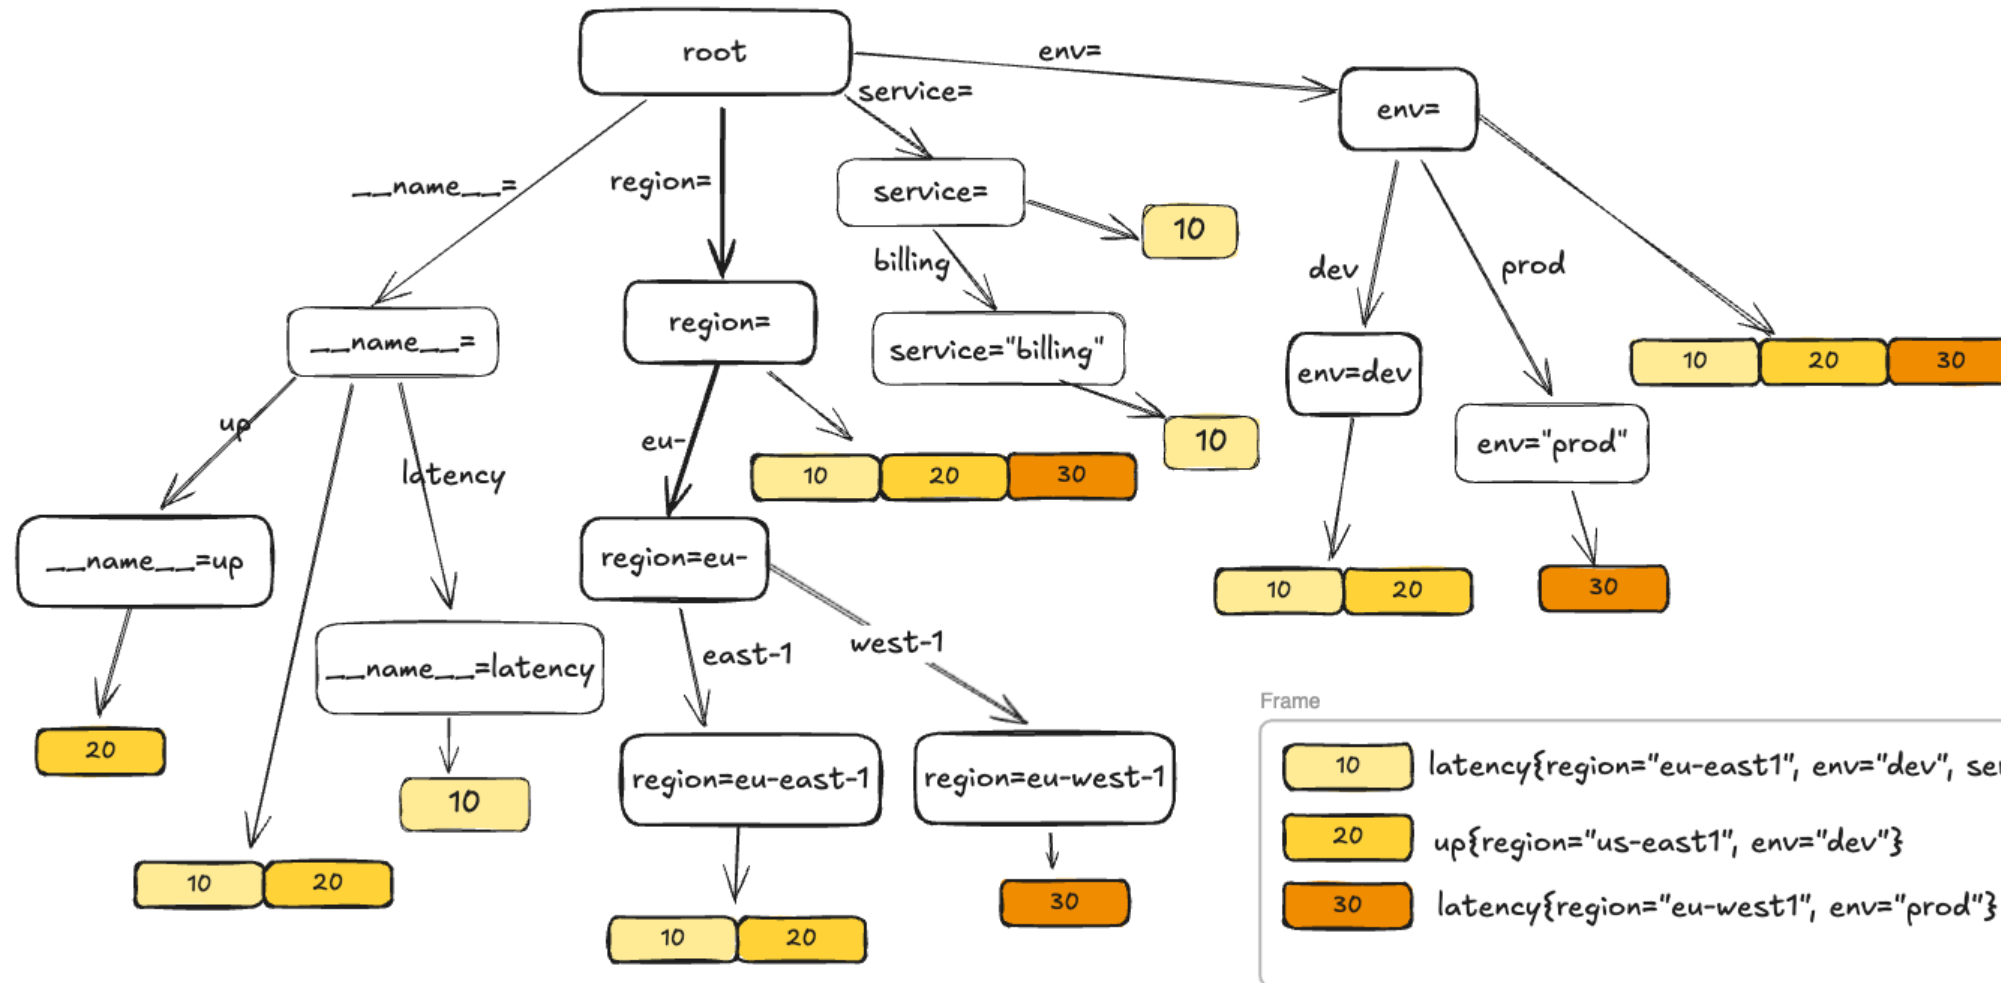 root
env=
service=
env=
__name__=
region=
service=
10
billing
dev
prod
__name__=
region=
service="billing"
env=dev
10
20
30
up
eu-
10
env="prod"
latency
10
20
30
__name__=up
region=eu-
10
20
30
__name__=latency
east-1
west-1
20
10
region=eu-east-1
region=eu-west-1
10
20
30
10
20
Frame
10
latency{region="eu-east1", env="dev", ser
20
up{region="us-east1", env="dev"}
30
latency{region="eu-west1", env="prod"}